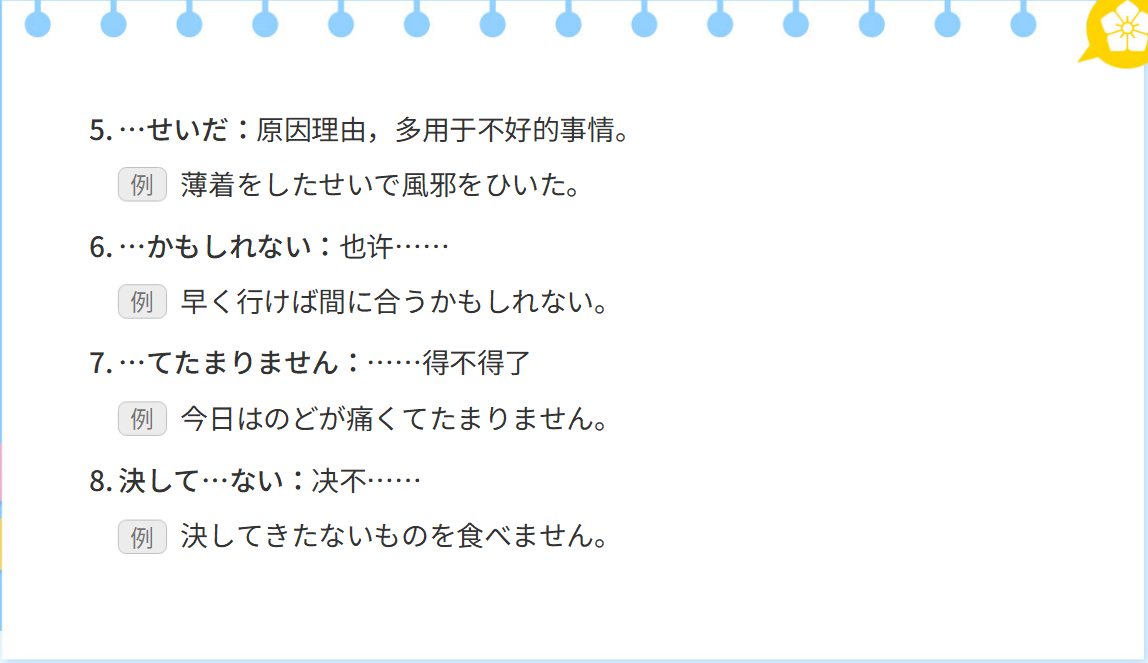 5. …せいだ：原因理由，多用于不好的事情。
例 薄着をしたせいで風邪をひいた。
6. …かもしれない：也许……
例 早く行けば間に合うかもしれない。
7. …てたまりません：……得不得了
例 今日はのどが痛くてたまりません。
8. 決して…ない：决不……
例 決してきたないものを食べません。